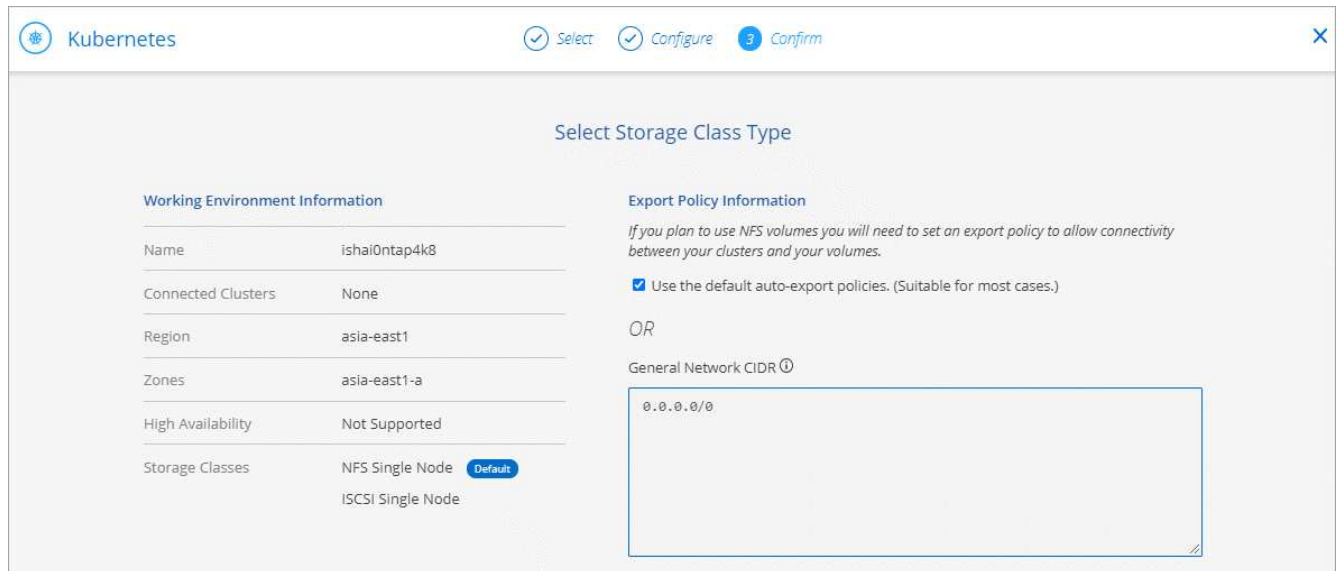 Kubernetes
Select
Configure
3 Confirm
Select Storage Class Type
Working Environment Information
Name ishai0ntap4k8
Connected Clusters None
Region asia-east1
Zones asia-east1-a
High Availability Not Supported
Storage Classes NFS Single Node Default
ISCSI Single Node
Export Policy Information
If you plan to use NFS volumes you will need to set an export policy to allow connectivity
between your clusters and your volumes.
Use the default auto-export policies. (Suitable for most cases.)
OR
General Network CIDR
0.0.0.0/0